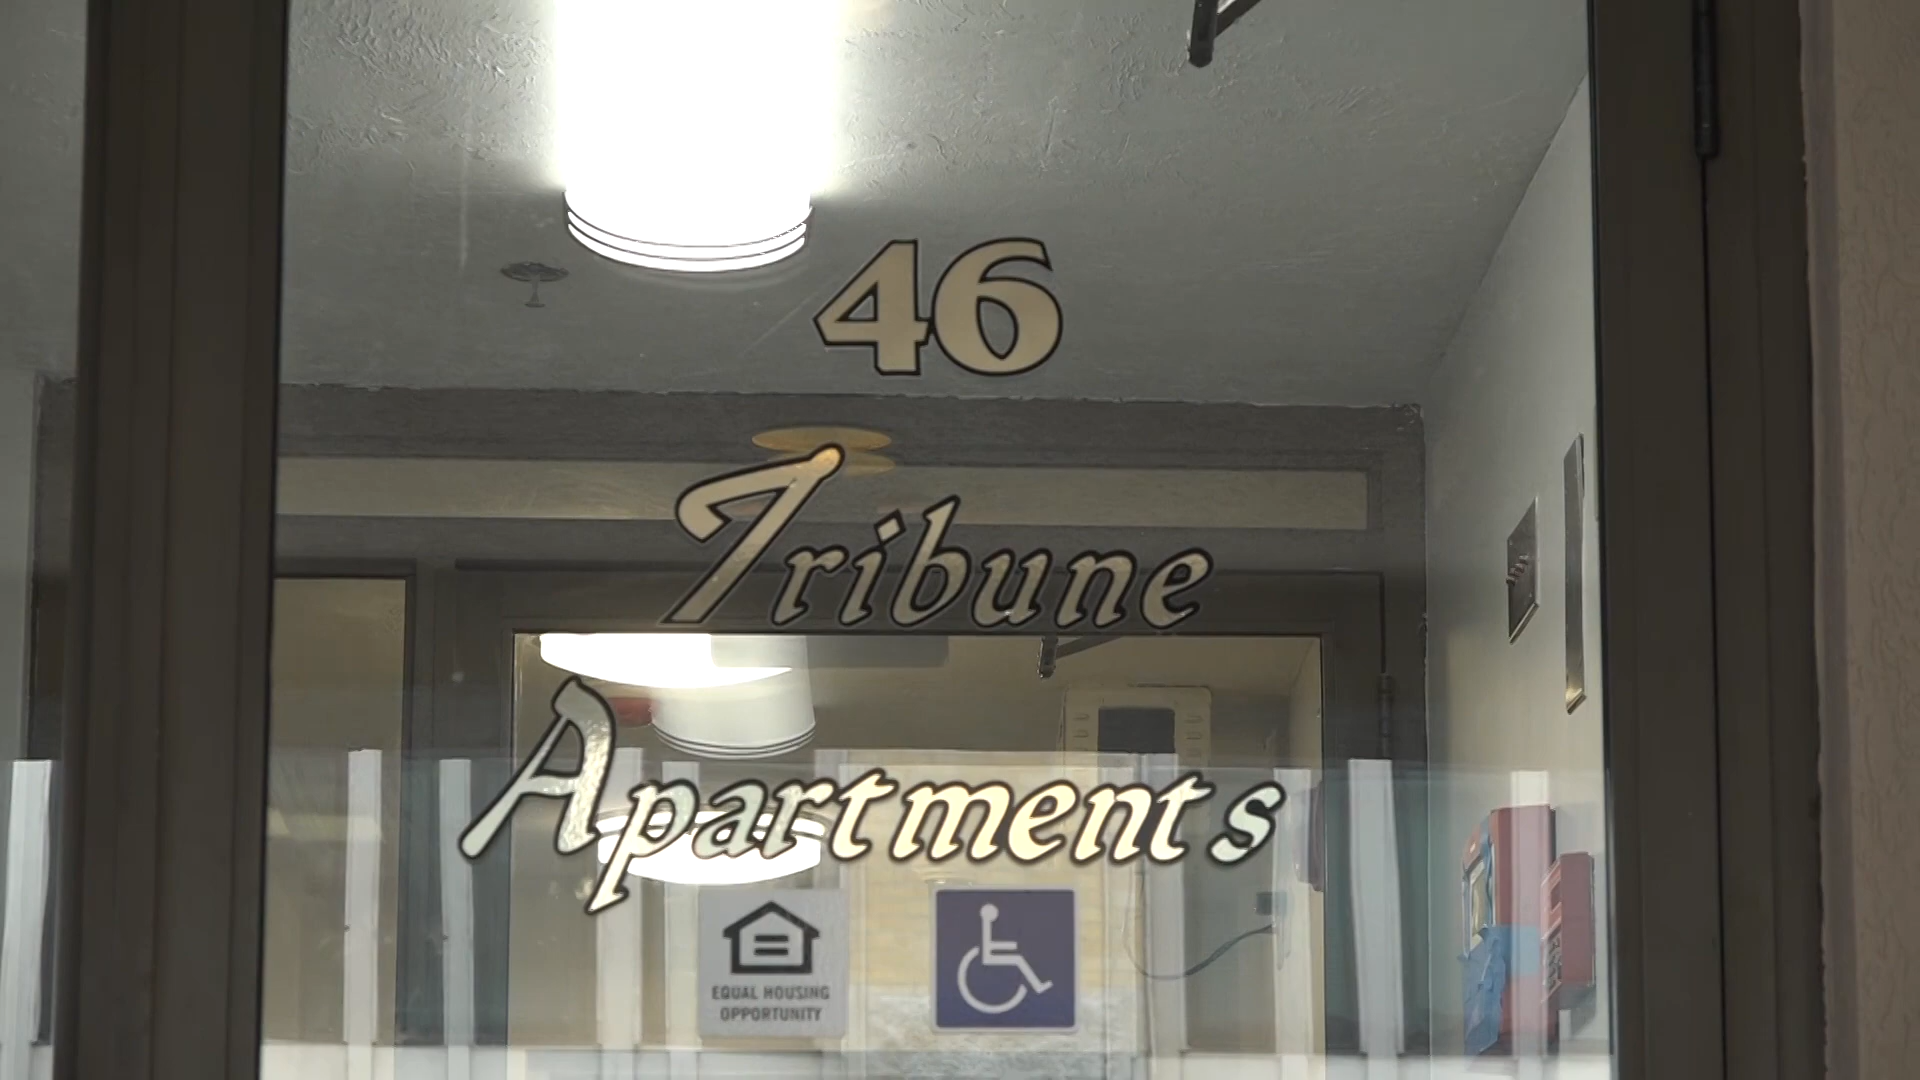 46
Tribune
Apartments
EQUAL HOUSING
OPPORTUNITY